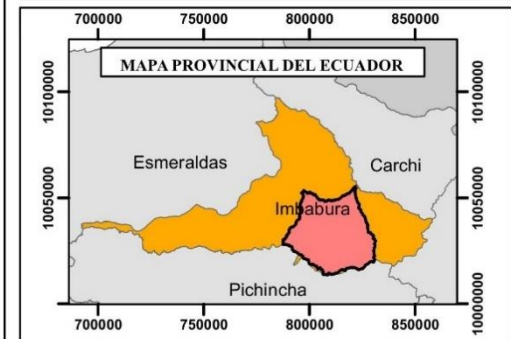 700000 750000 800000 850000
MAPA PROVINCIAL DEL ECUADOR
10100000
10100000
Esmeraldas
Carchi
10050000
Imbabura
10050000
Pichincha
10000000
700000 750000 800000 850000